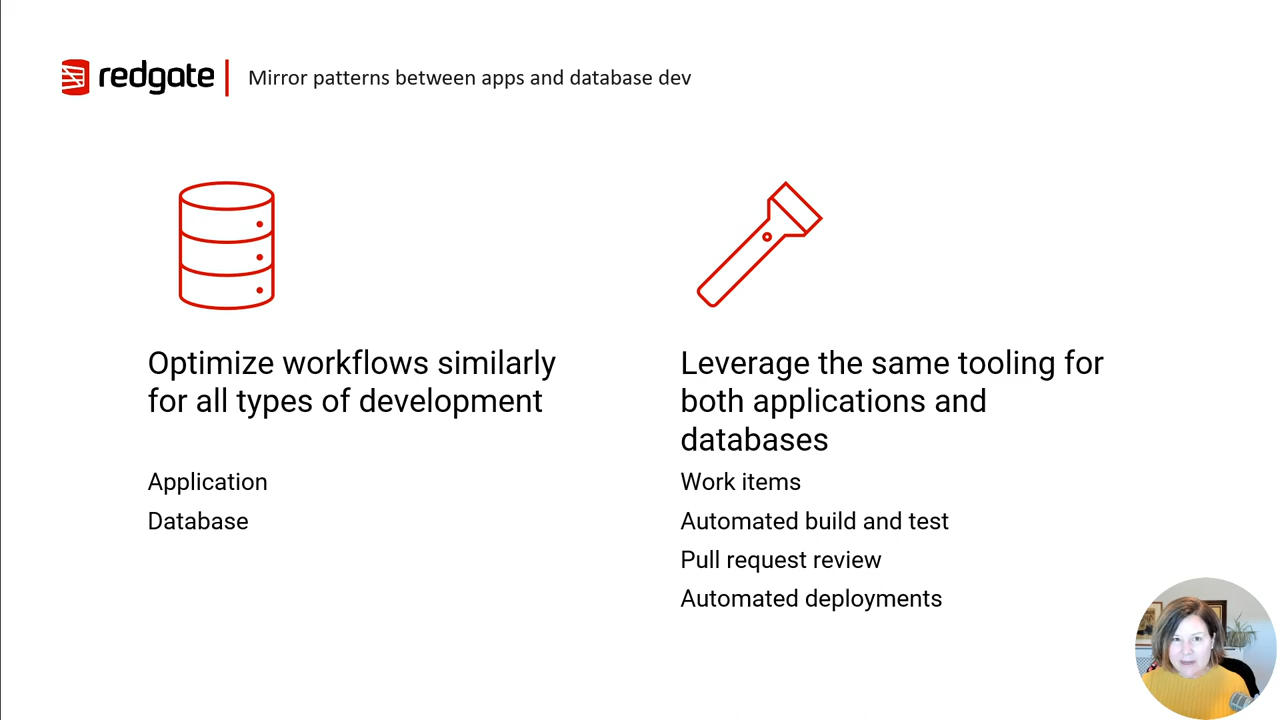 redgate
Mirror patterns between apps and database dev
Optimize workflows similarly
for all types of development
Application
Database
Leverage the same tooling for
both applications and
databases
Work items
Automated build and test
Pull request review
Automated deployments